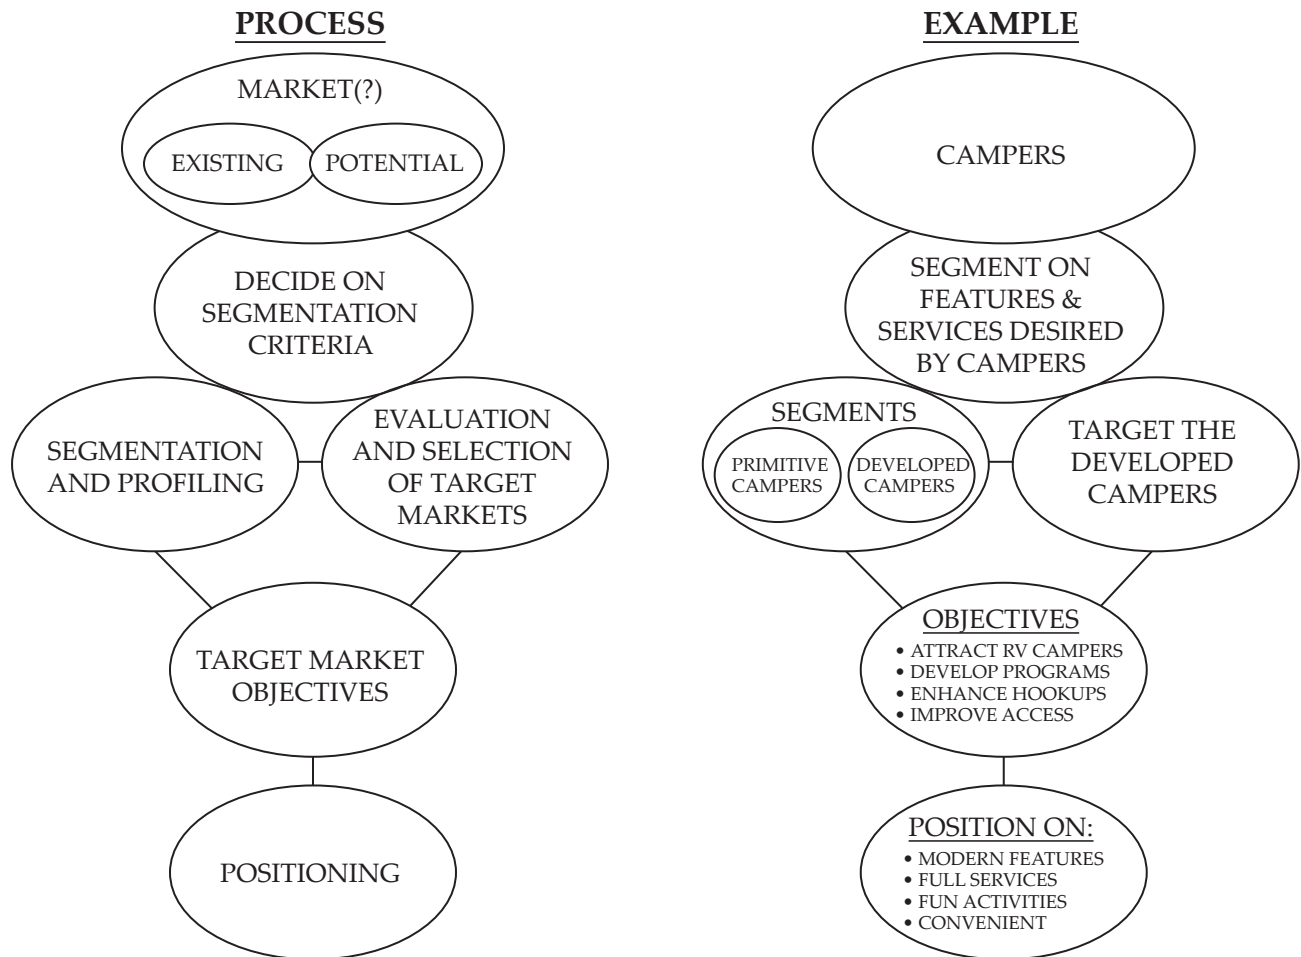 PROCESS
MARKET(?)
EXISTING
POTENTIAL
DECIDE ON
SEGMENTATION
CRITERIA
SEGMENTATION
AND PROFILING
EVALUATION
AND SELECTION
OF TARGET
MARKETS
TARGET MARKET
OBJECTIVES
POSITIONING
EXAMPLE
CAMPERS
SEGMENT ON
FEATURES &
SERVICES DESIRED
BY CAMPERS
SEGMENTS
PRIMITIVE
CAMPERS
DEVELOPED
CAMPERS
TARGET THE
DEVELOPED
CAMPERS
OBJECTIVES
• ATTRACT RV CAMPERS
• DEVELOP PROGRAMS
• ENHANCE HOOKUPS
• IMPROVE ACCESS
POSITION ON:
• MODERN FEATURES
• FULL SERVICES
• FUN ACTIVITIES
• CONVENIENT